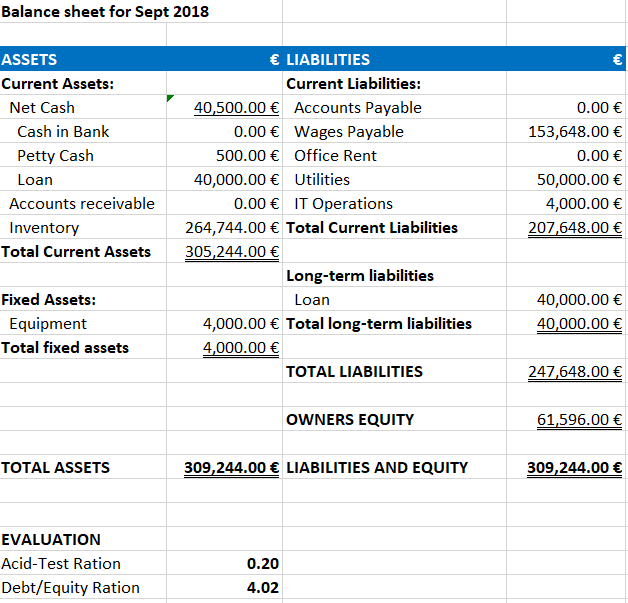 Balance sheet for Sept 2018
ASSETS € LIABILITIES €
Current Assets: Current Liabilities:
Net Cash 40,500.00 € Accounts Payable 0.00 €
Cash in Bank 0.00 € Wages Payable 153,648.00 €
Petty Cash 500.00 € Office Rent 0.00 €
Loan 40,000.00 € Utilities 50,000.00 €
Accounts receivable 0.00 € IT Operations 4,000.00 €
Inventory 264,744.00 € Total Current Liabilities 207,648.00 €
Total Current Assets 305,244.00 €
Long-term liabilities
Fixed Assets: Loan 40,000.00 €
Equipment 4,000.00 € Total long-term liabilities 40,000.00 €
Total fixed assets 4,000.00 €
TOTAL LIABILITIES 247,648.00 €
OWNERS EQUITY 61,596.00 €
TOTAL ASSETS 309,244.00 € LIABILITIES AND EQUITY 309,244.00 €
EVALUATION
Acid-Test Ration 0.20
Debt/Equity Ration 4.02